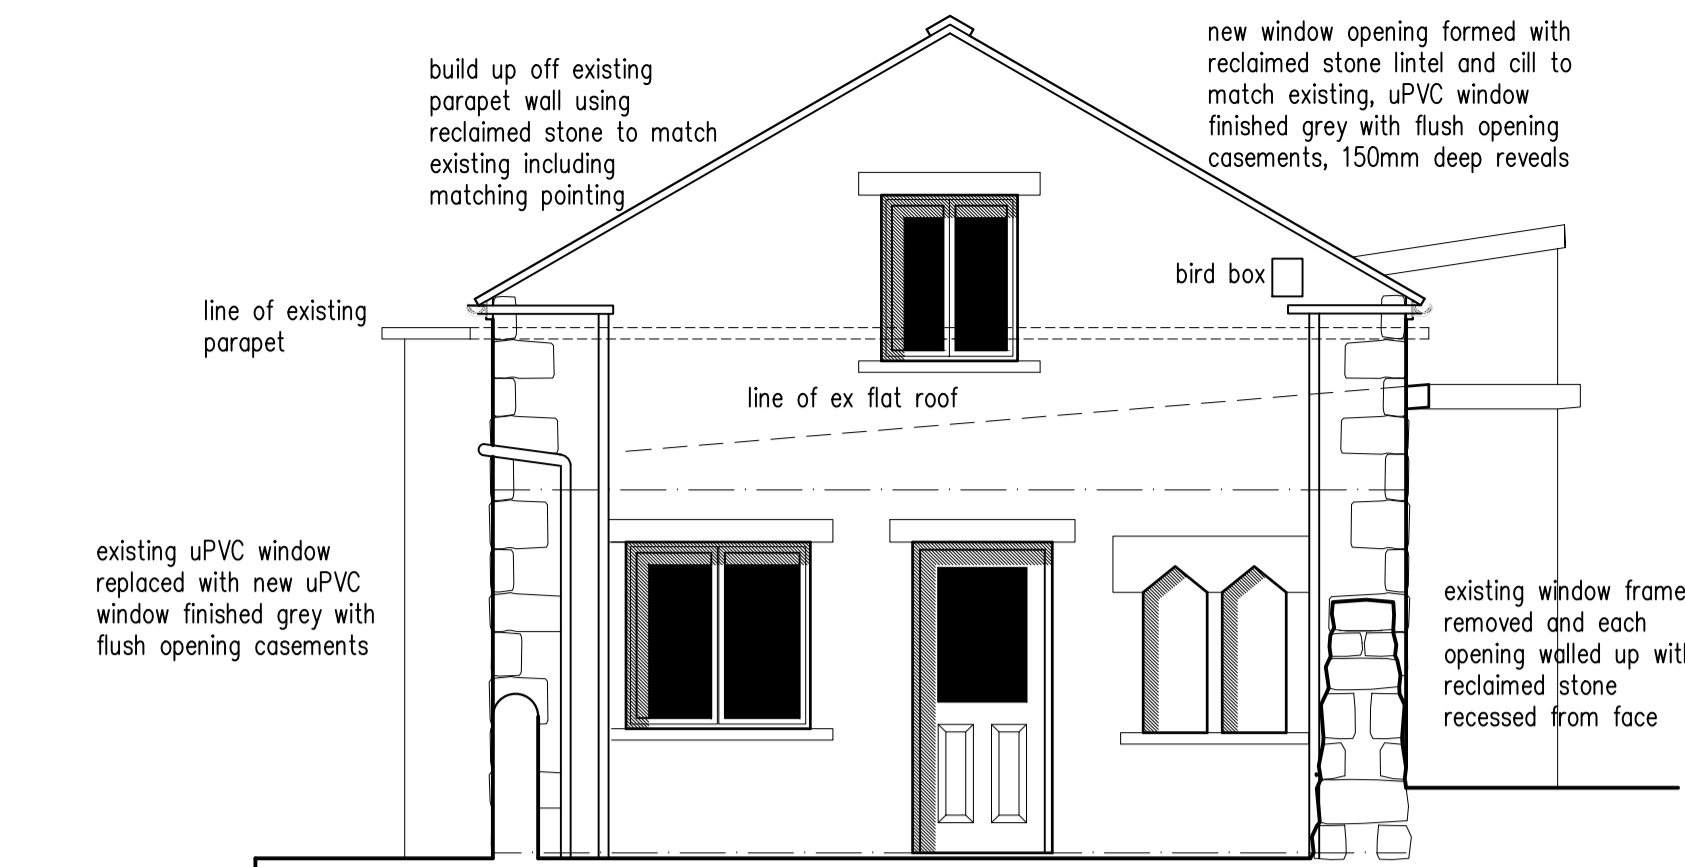 build up off existing
parapet wall using
reclaimed stone to match
existing including
matching pointing
new window opening formed with
reclaimed stone lintel and cill to
match existing, uPVC window
finished grey with flush opening
casements, 150mm deep reveals
bird box
line of existing
parapet
line of ex flat roof
existing uPVC window
replaced with new uPVC
window finished grey with
flush opening casements
existing window frame
removed and each
opening walled up with
reclaimed stone
recessed from face